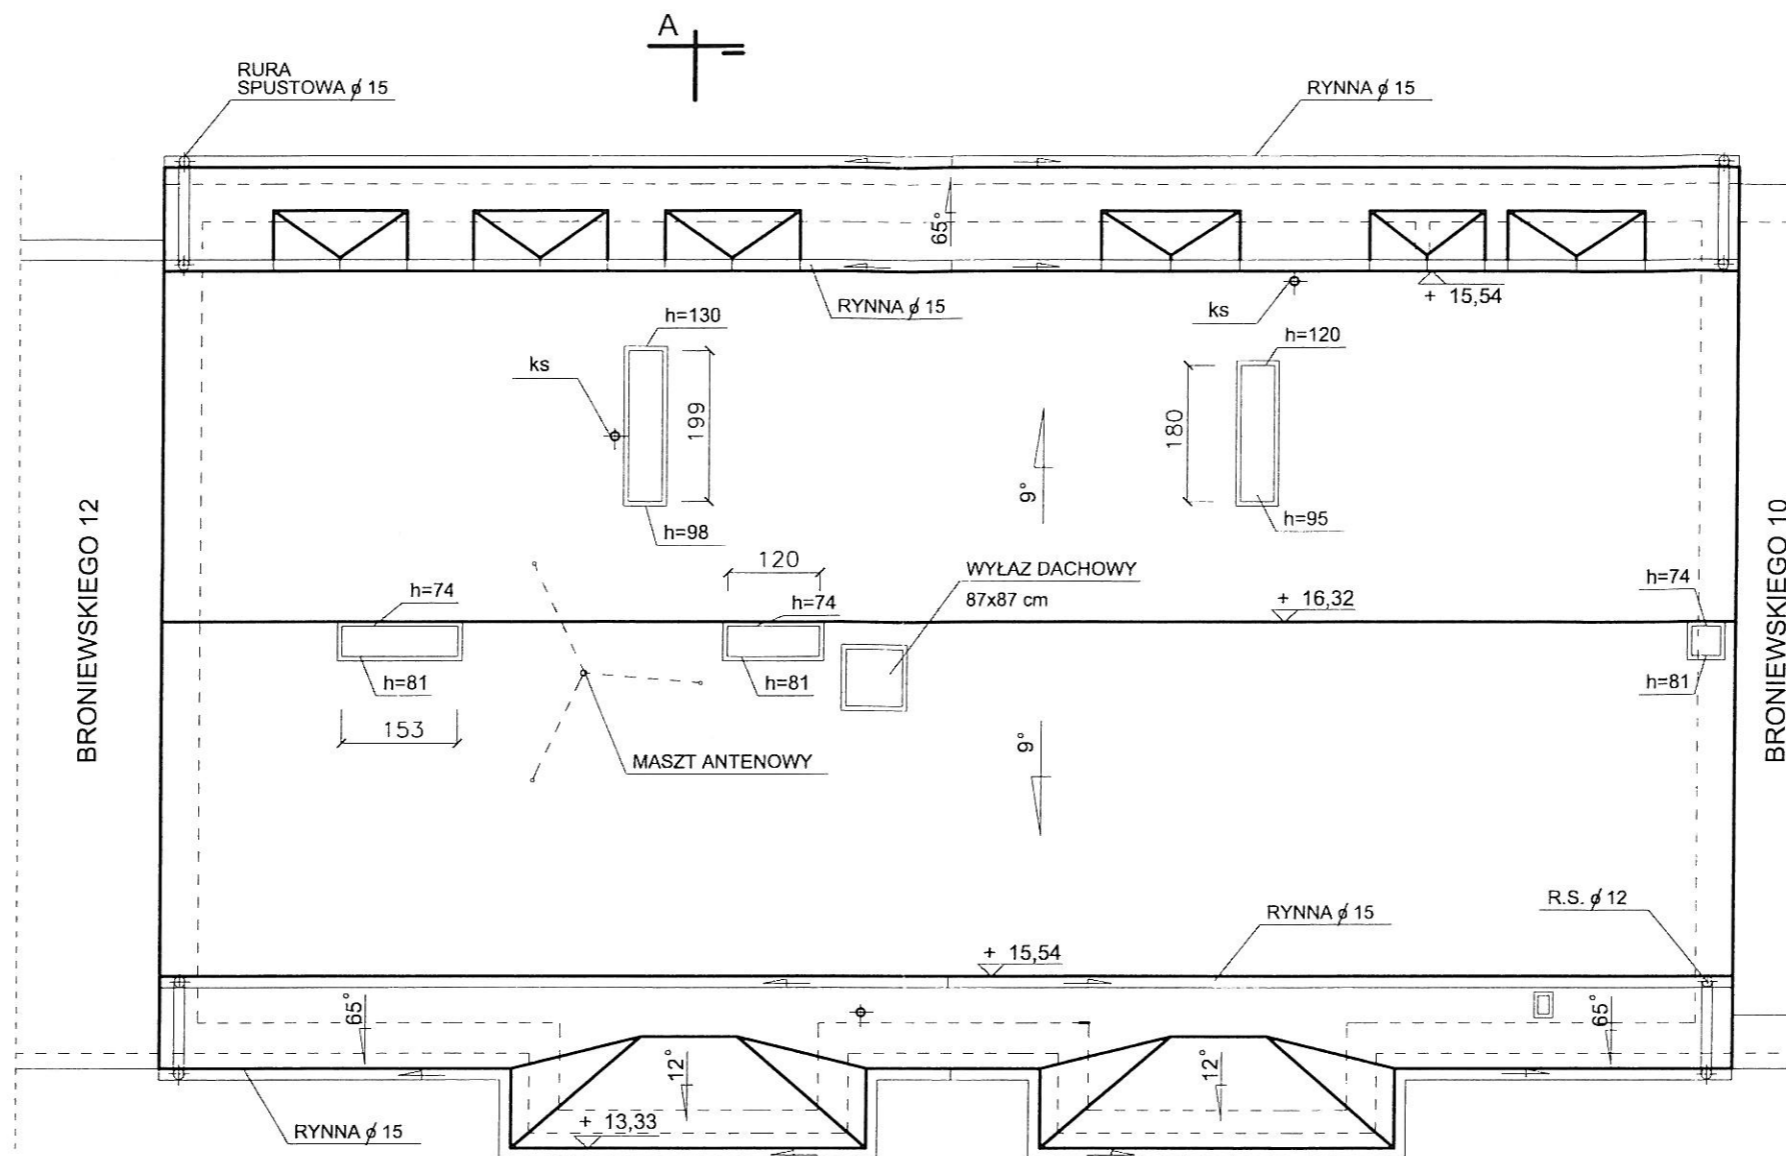 A
RURA
SPUSTOWA ϕ 15
RYNNA ϕ 15
65°
RYNNA ϕ 15
ks
+ 15,54
h=130
h=120
ks
199
180
9°
h=98
h=95
BRONIEWSKIEGO 12
BRONIEWSKIEGO 10
120
WYŁAZ DACHOWY
87x87 cm
h=74
h=74
+ 16,32
h=74
h=81
h=81
h=81
153
9°
MASZT ANTENOWY
RYNNA ϕ 15
R.S. ϕ 12
+ 15,54
65°
65°
12°
12°
+ 13,33
RYNNA ϕ 15